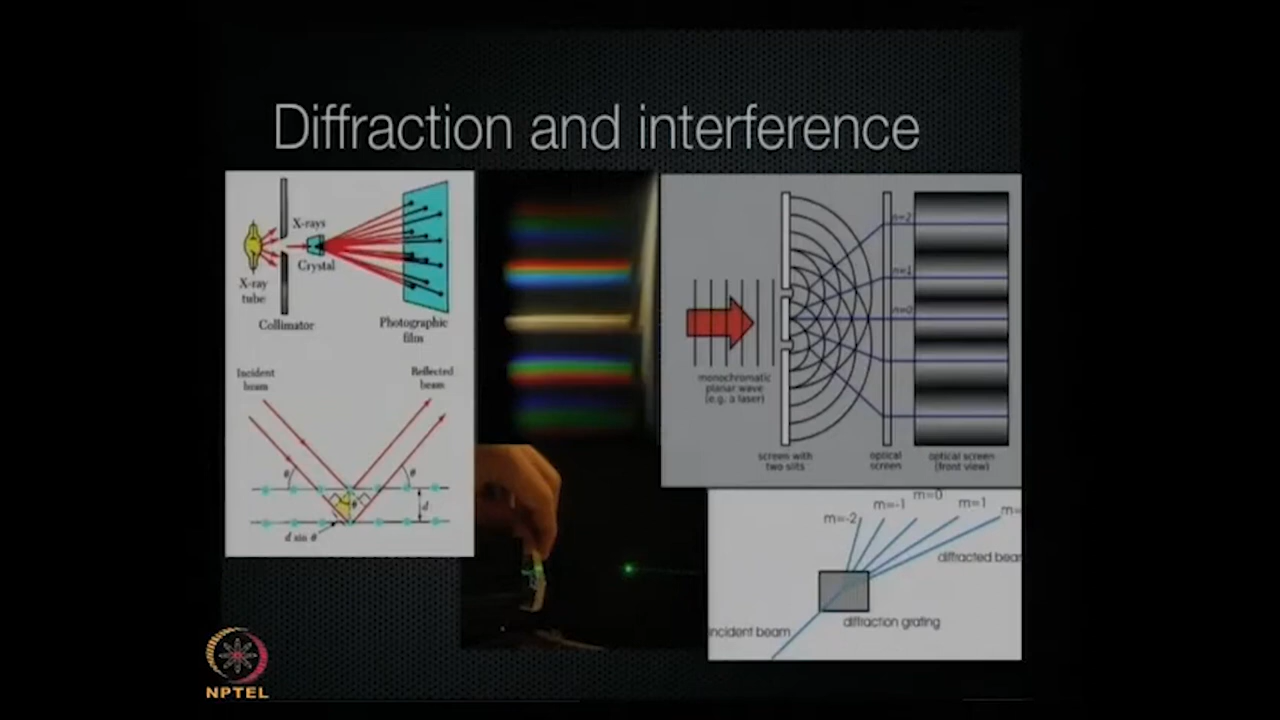 Diffraction and interference
X-rays
Crystal
X-ray
tube
Collimator
Photographic
film
Incident
beam
Reflected
beam
θ
θ
θ
d
d sin θ
n=2
n=1
n=0
monochromatic
planar wave
(e.g. a laser)
screen with
two slits
optical
screen
optical screen
(front view)
m=-2
m=-1
m=0
m=1
m=
diffracted bear
diffraction grating
incident beam
NPTEL